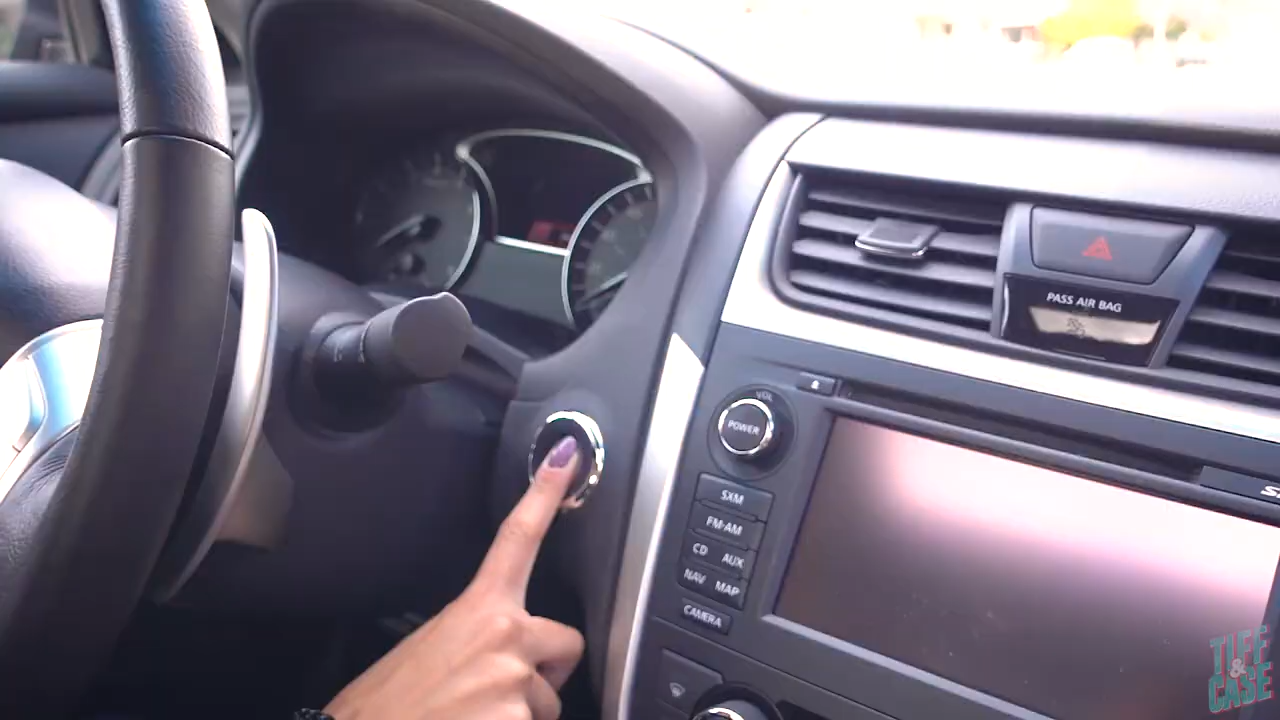 PASS AIR BAG
VOL
POWER
SXM
FM·AM
CD AUX
NAV MAP
CAMERA
TIFF
&
CASE